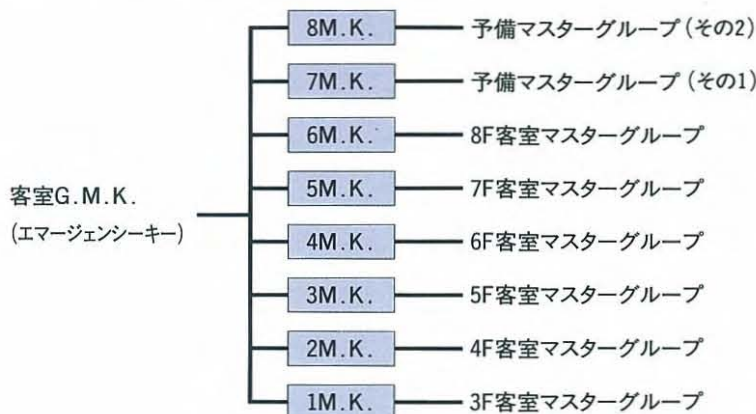 8M.K. 予備マスターグループ(その2)
7M.K. 予備マスターグループ(その1)
6M.K. 8F客室マスターグループ
5M.K. 7F客室マスターグループ
客室G.M.K.
(エマージェンシーキー)
4M.K. 6F客室マスターグループ
3M.K. 5F客室マスターグループ
2M.K. 4F客室マスターグループ
1M.K. 3F客室マスターグループ